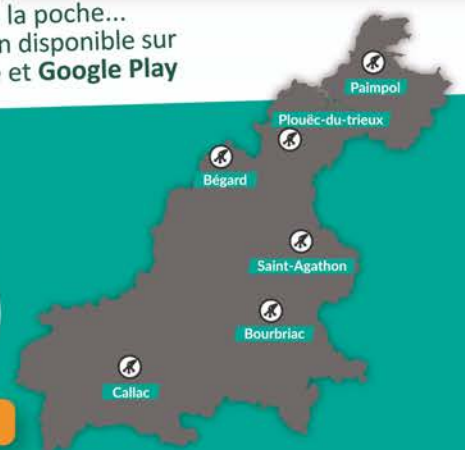 la poche...
n disponible sur
et Google Play
Paimpol
Plouëc-du-trieux
Bégard
Saint-Agathon
Bourbriac
Callac